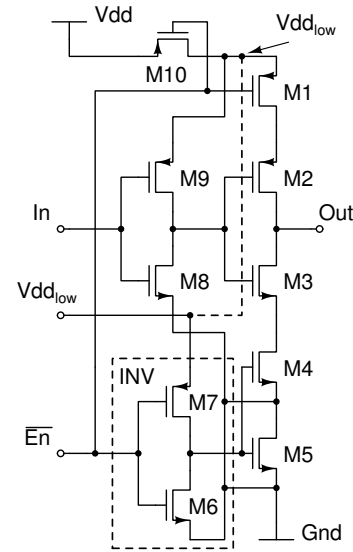 Vdd
Vdd_low
M10
M1
M9
M2
In
Out
M8
M3
Vdd_low
INV
M4
M7
En
M5
M6
Gnd